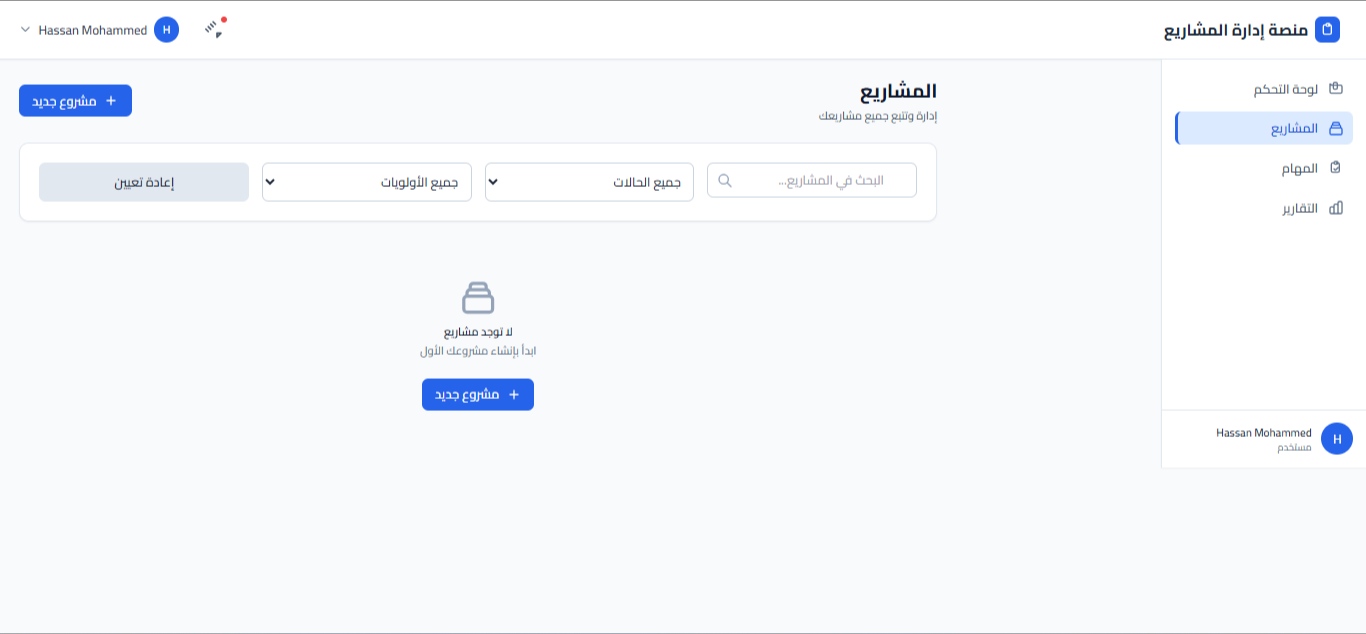 منصة إدارة المشاريع
H Hassan Mohammed
لوحة التحكم
المشاريع
المهام
التقارير
Hassan Mohammed
مستخدم
H
المشاريع
إدارة وتتبع جميع مشاريعك
+ مشروع جديد
البحث في المشاريع...
جميع الحالات
جميع الأولويات
إعادة تعيين
لا توجد مشاريع
ابدأ بإنشاء مشروعك الأول
+ مشروع جديد